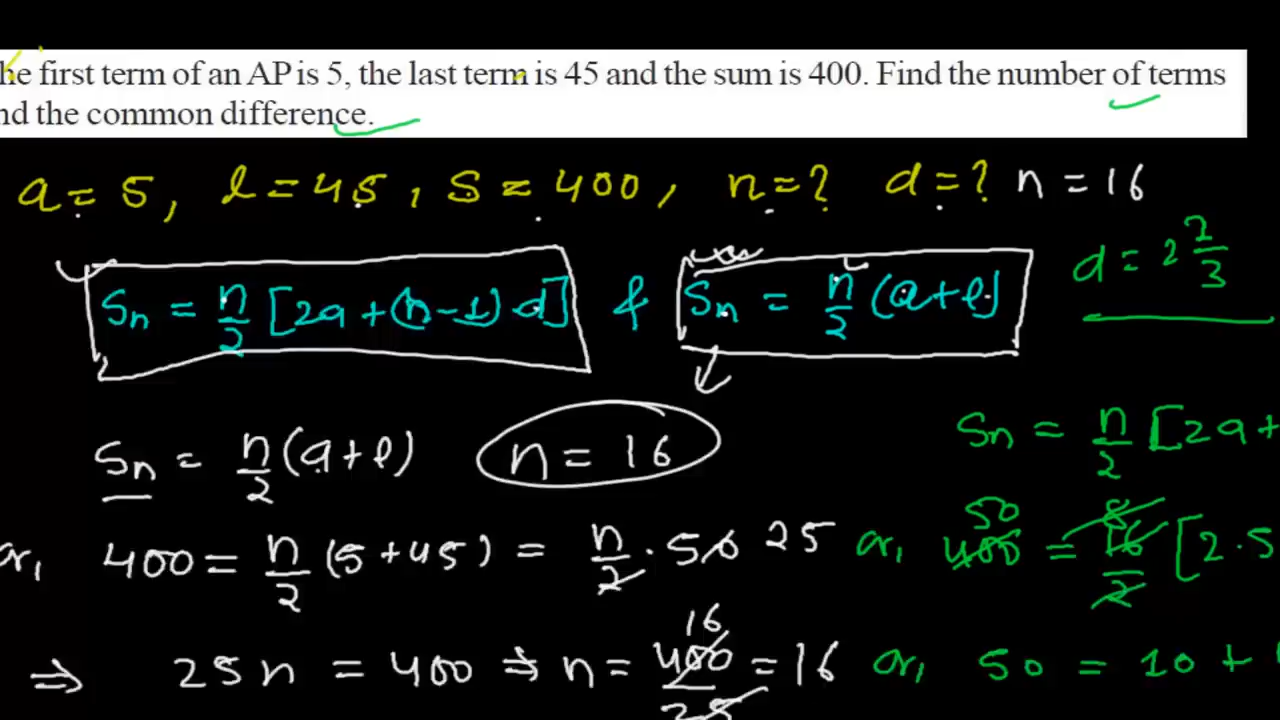 he first term of an AP is 5, the last term is 45 and the sum is 400. Find the number of terms
nd the common difference.
a = 5, l = 45, S = 400, n = ? d = ? n = 16
d = 2 2/3
Sn = n/2 [2a + (n - 1) d] & Sn = n/2 (a + l)
Sn = n/2 (a + l) n = 16
Sn = n/2 [2a +
or, 400 = n/2 (5 + 45) = n/2 · 50 25
or, 400 50 = 16 8/2 [2·5
⇒ 25n = 400 ⇒ n = 400 16/25 = 16
or, 50 = 10 +